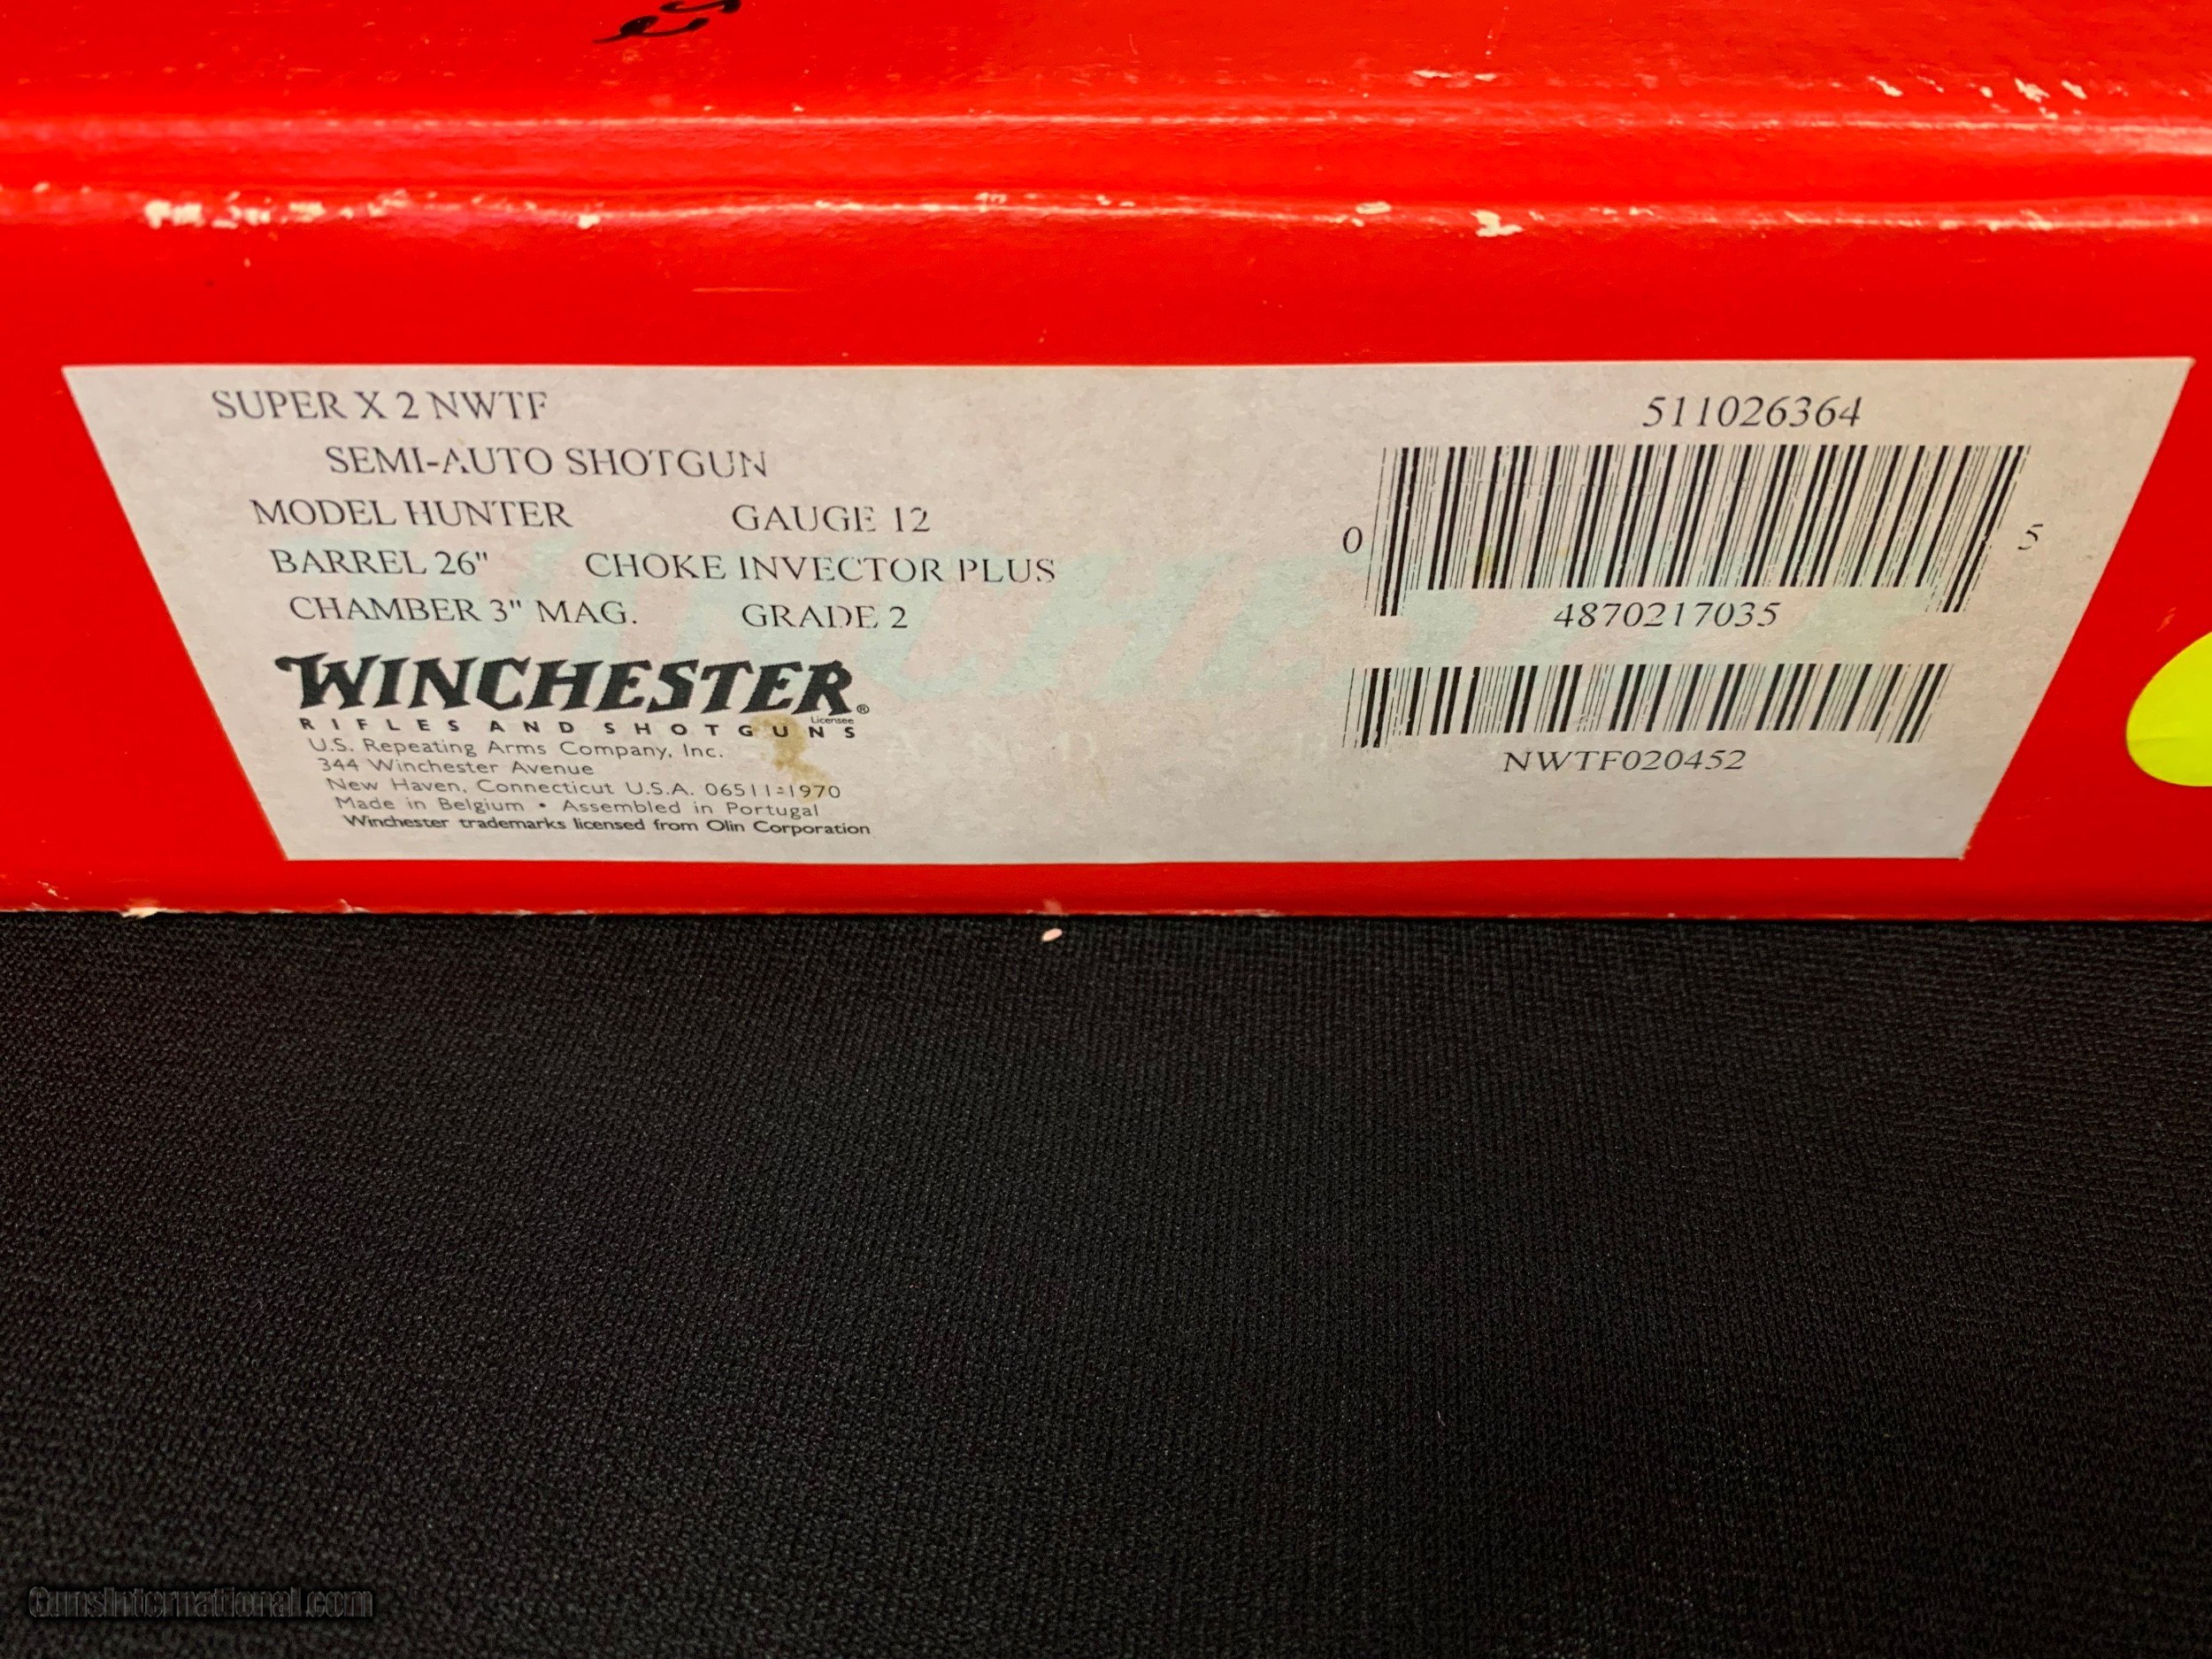 SUPER X 2 NWTF
SEMI-AUTO SHOTGUN
MODEL HUNTER GAUGE 12
BARREL 26" CHOKE INVECTOR PLUS
CHAMBER 3" MAG. GRADE 2
WINCHESTER®
Licensee
RIFLES AND SHOTGUNS
U.S. Repeating Arms Company, Inc.
344 Winchester Avenue
New Haven, Connecticut U.S.A. 06511-1970
Made in Belgium • Assembled in Portugal
Winchester trademarks licensed from Olin Corporation
511026364
0 4870217035 5
NWTF020452
GunsInternational.com